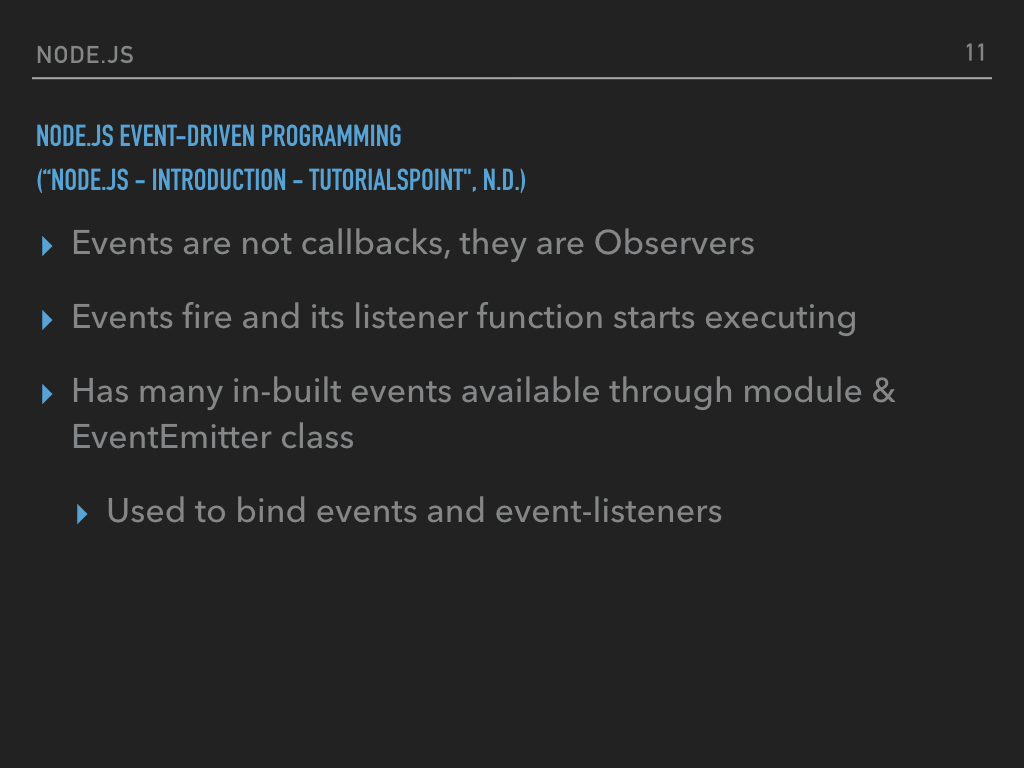 NODE.JS
11
NODE.JS EVENT-DRIVEN PROGRAMMING
(“NODE.JS - INTRODUCTION - TUTORIALSPOINT", N.D.)
▸ Events are not callbacks, they are Observers
▸ Events fire and its listener function starts executing
▸ Has many in-built events available through module &
EventEmitter class
▸ Used to bind events and event-listeners